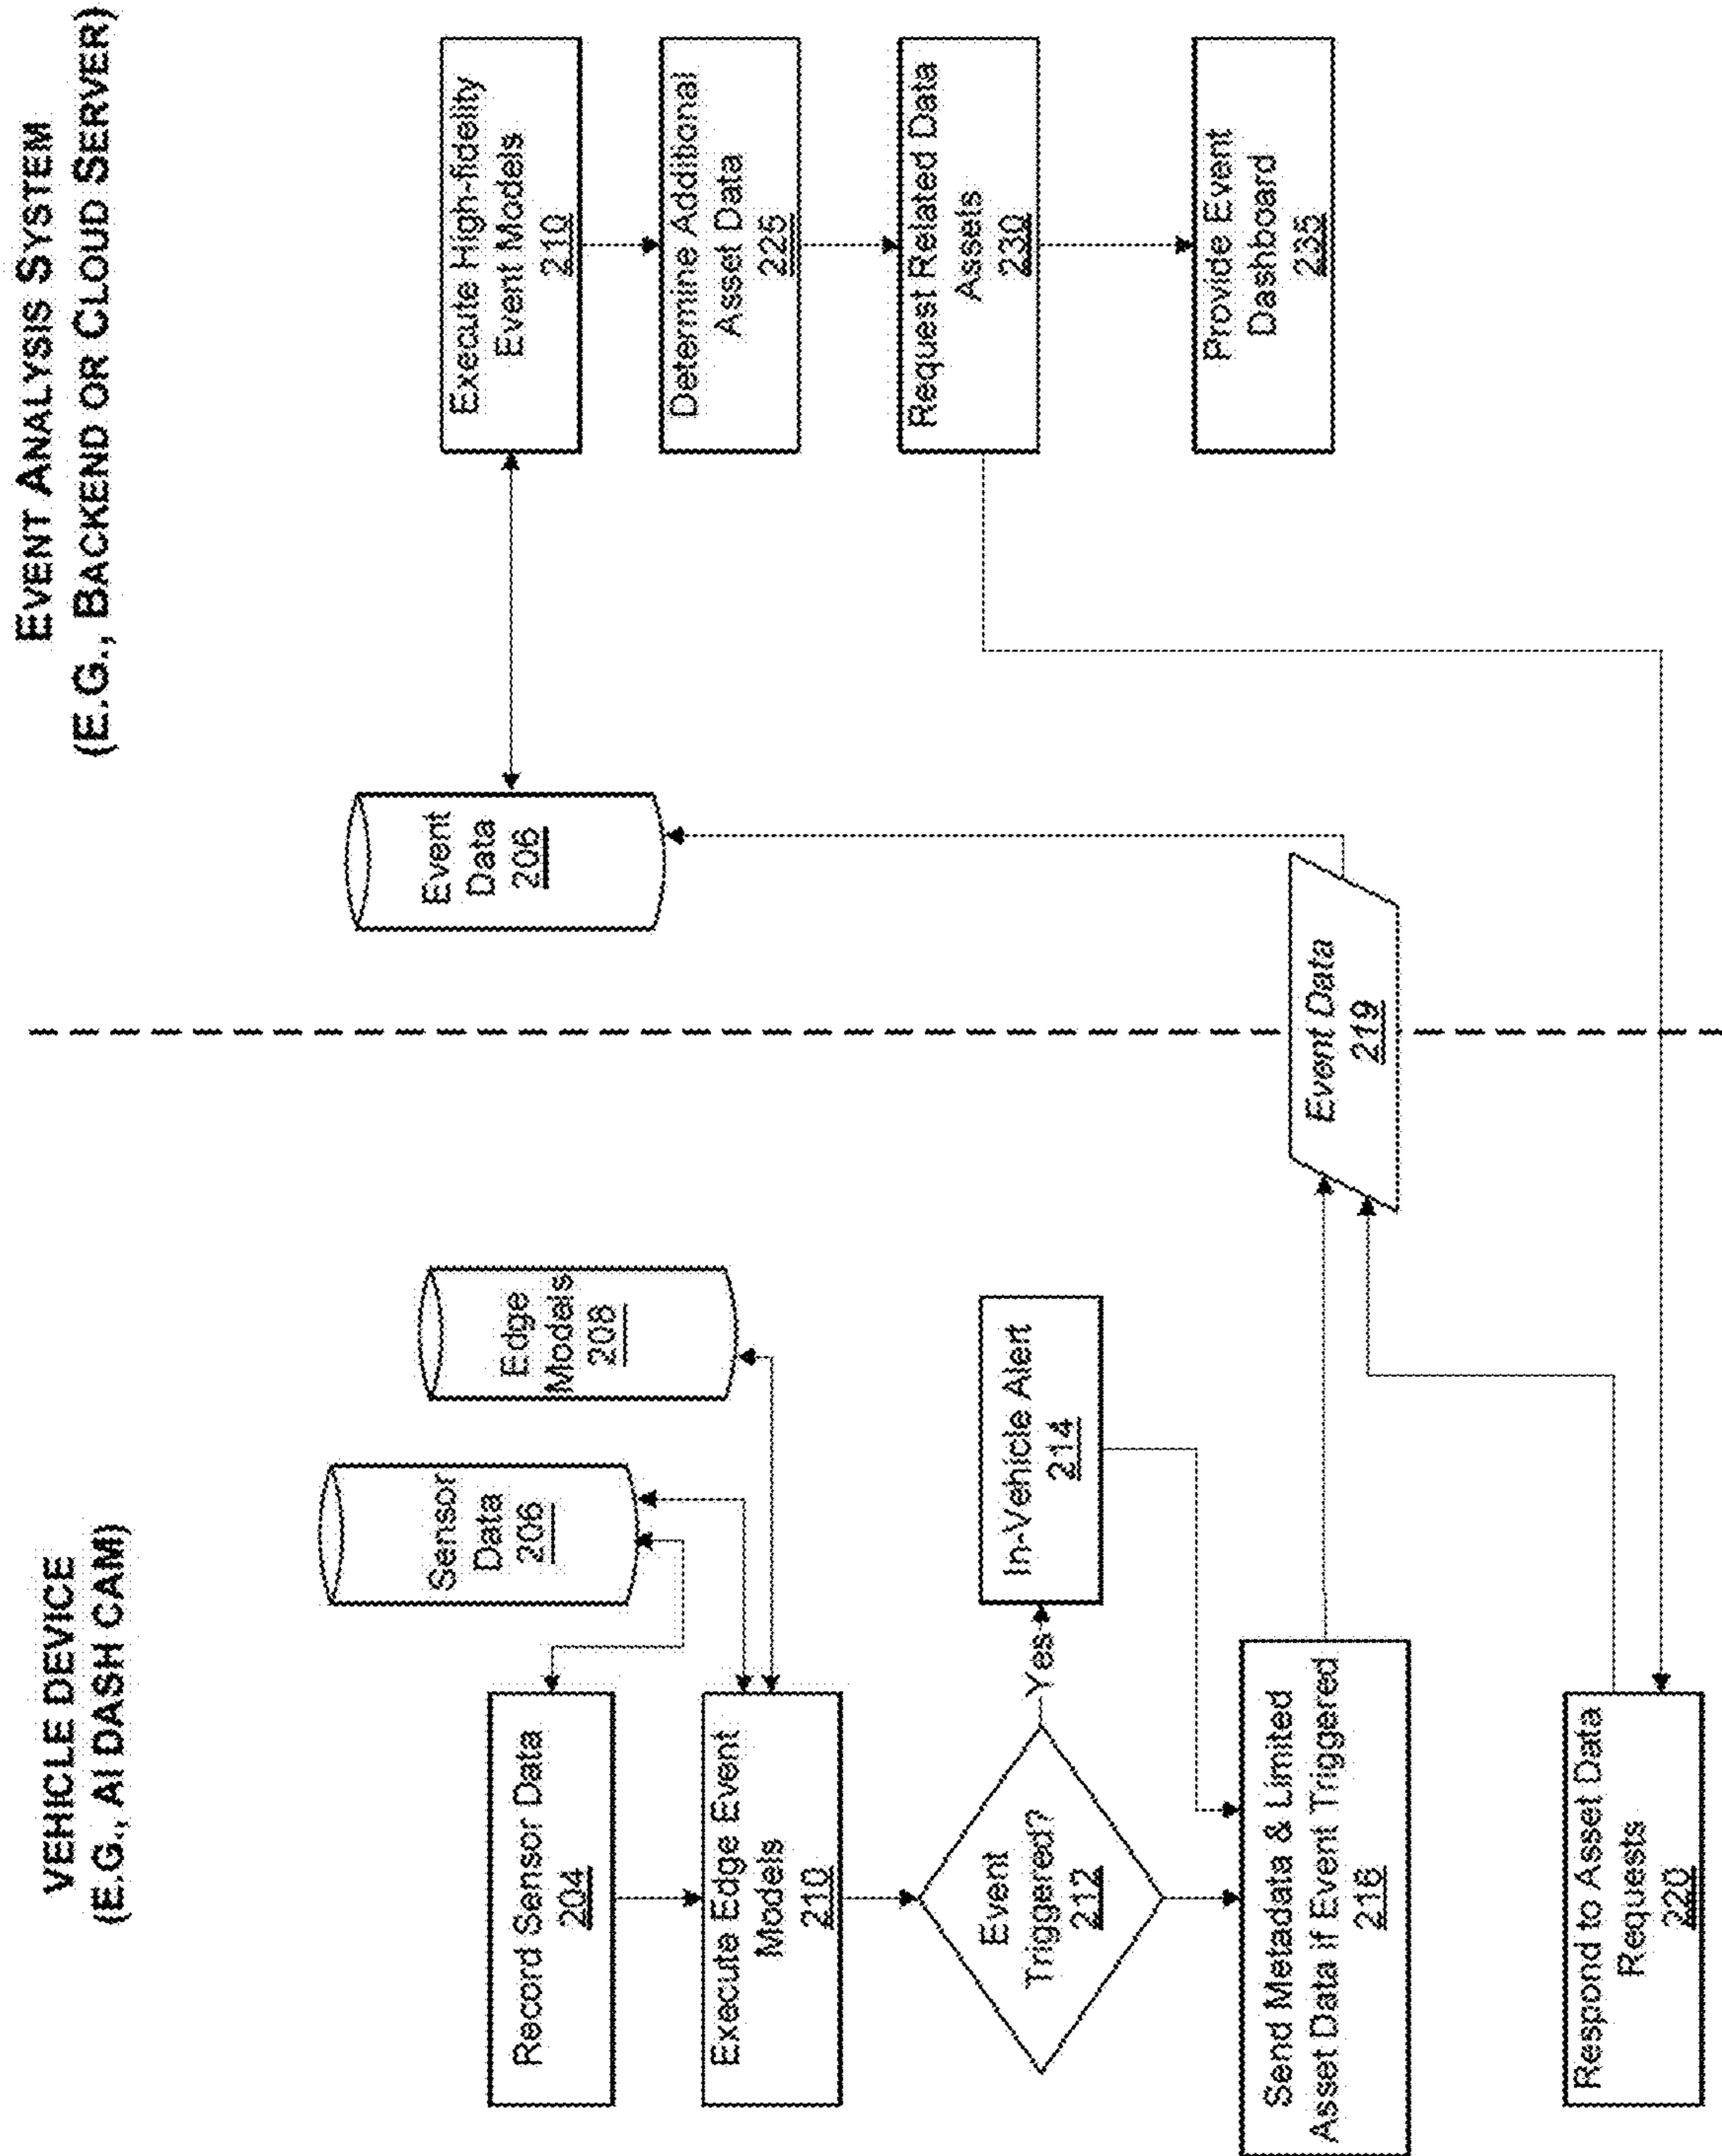 VEHICLE DEVICE
(E.G., AI DASH CAM)
EVENT ANALYSIS SYSTEM
(E.G., BACKEND OR CLOUD SERVER)
Sensor
Data
206
Edge
Models
208
Record Sensor Data
204
Execute Edge Event
Models
210
Event
Triggered?
212
Yes
In-Vehicle Alert
214
Send Metadata & Limited
Asset Data if Event Triggered
218
Respond to Asset Data
Requests
220
Event Data
219
Event
Data
206
Execute High-fidelity
Event Models
210
Determine Additional
Asset Data
225
Request Related Data
Assets
230
Provide Event
Dashboard
235